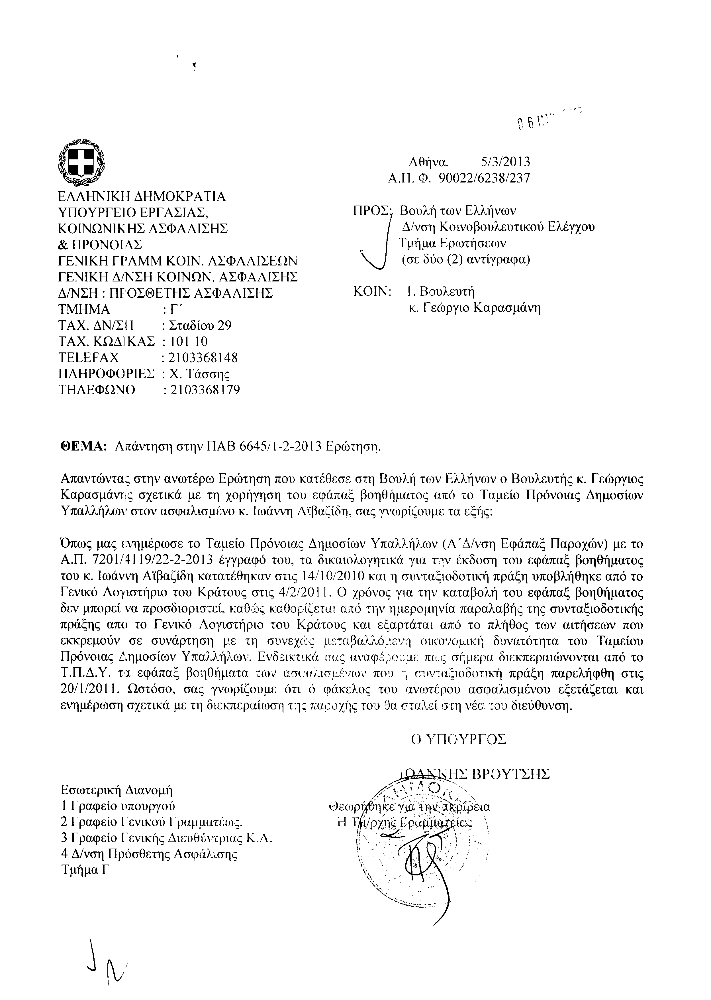 06 ΜΑΡ
Αθήνα, 5/3/2013
Α.Π. Φ. 90022/6238/237
ΕΛΛΗΝΙΚΗ ΔΗΜΟΚΡΑΤΙΑ
ΥΠΟΥΡΓΕΙΟ ΕΡΓΑΣΙΑΣ,
ΚΟΙΝΩΝΙΚΗΣ ΑΣΦΑΛΙΣΗΣ
& ΠΡΟΝΟΙΑΣ
ΓΕΝΙΚΗ ΓΡΑΜΜ ΚΟΙΝ. ΑΣΦΑΛΙΣΕΩΝ
ΓΕΝΙΚΗ Δ/ΝΣΗ ΚΟΙΝΩΝ. ΑΣΦΑΛΙΣΗΣ
Δ/ΝΣΗ : ΠΡΟΣΘΕΤΗΣ ΑΣΦΑΛΙΣΗΣ
ΤΜΗΜΑ : Γ΄
ΤΑΧ. ΔΝ/ΣΗ : Σταδίου 29
ΤΑΧ. ΚΩΔΙΚΑΣ : 101 10
TELEFAX : 2103368148
ΠΛΗΡΟΦΟΡΙΕΣ : Χ. Τάσσης
ΤΗΛΕΦΩΝΟ : 2103368179
ΠΡΟΣ: Βουλή των Ελλήνων
Δ/νση Κοινοβουλευτικού Ελέγχου
Τμήμα Ερωτήσεων
(σε δύο (2) αντίγραφα)
ΚΟΙΝ: 1. Βουλευτή
κ. Γεώργιο Καρασμάνη
ΘΕΜΑ: Απάντηση στην ΠΑΒ 6645/1-2-2013 Ερώτηση.
Απαντώντας στην ανωτέρω Ερώτηση που κατέθεσε στη Βουλή των Ελλήνων ο Βουλευτής κ. Γεώργιος
Καρασμάνης σχετικά με τη χορήγηση του εφάπαξ βοηθήματος από το Ταμείο Πρόνοιας Δημοσίων
Υπαλλήλων στον ασφαλισμένο κ. Ιωάννη Αϊβαζίδη, σας γνωρίζουμε τα εξής:
Όπως μας ενημέρωσε το Ταμείο Πρόνοιας Δημοσίων Υπαλλήλων (Α΄Δ/νση Εφάπαξ Παροχών) με το
Α.Π. 7201/4119/22-2-2013 έγγραφό του, τα δικαιολογητικά για την έκδοση του εφάπαξ βοηθήματος
του κ. Ιωάννη Αϊβαζίδη κατατέθηκαν στις 14/10/2010 και η συνταξιοδοτική πράξη υποβλήθηκε από το
Γενικό Λογιστήριο του Κράτους στις 4/2/2011. Ο χρόνος για την καταβολή του εφάπαξ βοηθήματος
δεν μπορεί να προσδιοριστεί, καθώς καθορίζεται από την ημερομηνία παραλαβής της συνταξιοδοτικής
πράξης από το Γενικό Λογιστήριο του Κράτους και εξαρτάται από το πλήθος των αιτήσεων που
εκκρεμούν σε συνάρτηση με τη συνεχώς μεταβαλλόμενη οικονομική δυνατότητα του Ταμείου
Πρόνοιας Δημοσίων Υπαλλήλων. Ενδεικτικά σας αναφέρουμε πως σήμερα διεκπεραιώνονται από το
Τ.Π.Δ.Υ. τα εφάπαξ βοηθήματα των ασφαλισμένων που η συνταξιοδοτική πράξη παρελήφθη στις
20/1/2011. Ωστόσο, σας γνωρίζουμε ότι ό φάκελος του ανωτέρου ασφαλισμένου εξετάζεται και
ενημέρωση σχετικά με τη διεκπεραίωση της παροχής του θα σταλεί στη νέα του διεύθυνση.
Ο ΥΠΟΥΡΓΟΣ
ΙΩΑΝΝΗΣ ΒΡΟΥΤΣΗΣ
Εσωτερική Διανομή
1 Γραφείο υπουργού
2 Γραφείο Γενικού Γραμματέως.
3 Γραφείο Γενικής Διευθύντριας Κ.Α.
4 Δ/νση Πρόσθετης Ασφάλισης
Τμήμα Γ
Θεωρήθηκε για την ακρίβεια
Η Τμ/ρχης Γραμματείας